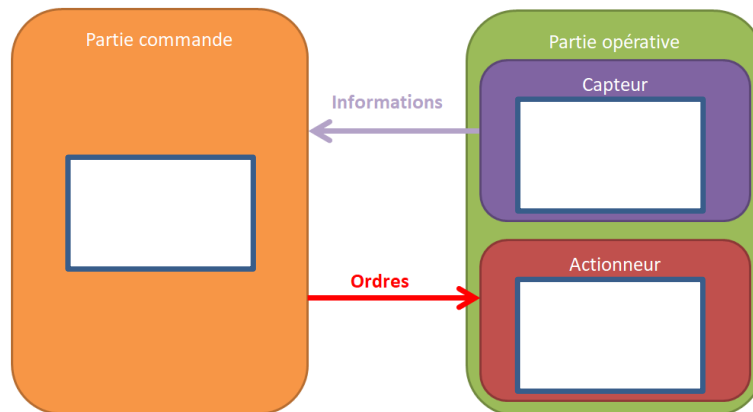 Partie commande
Partie opérative
Capteur
Informations
Actionneur
Ordres